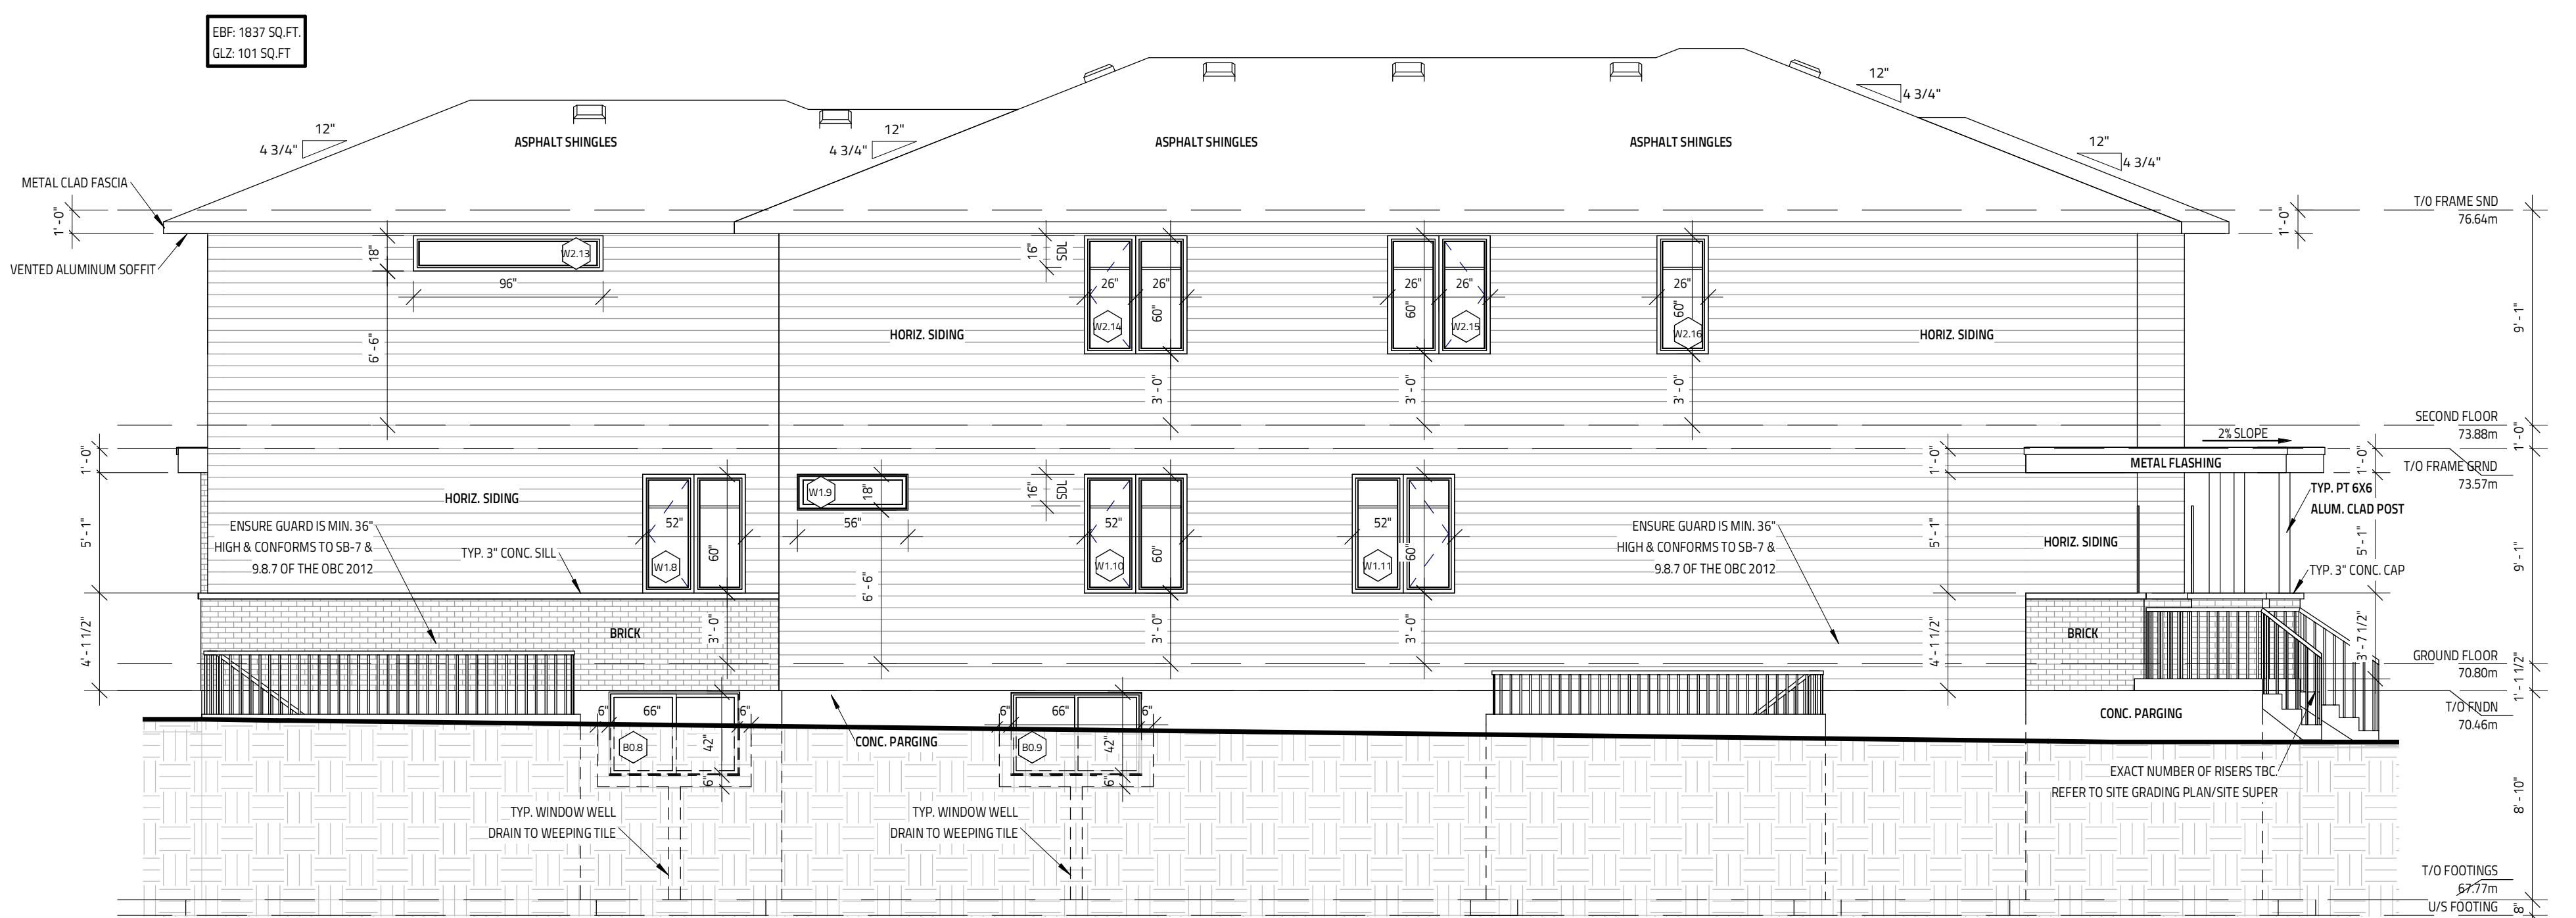 EBF: 1837 SQ.FT.
GLZ: 101 SQ.FT
12"
4 3/4"
12"
4 3/4"
12"
4 3/4"
12"
4 3/4"
ASPHALT SHINGLES
ASPHALT SHINGLES
ASPHALT SHINGLES
METAL CLAD FASCIA
1'-0"
VENTED ALUMINUM SOFFIT
T/O FRAME SND
76.64m
1'-0"
18"
W2.13
96"
6'-6"
16"
SDL
26"
26"
60"
W2.14
3'-0"
26"
26"
60"
W2.15
3'-0"
26"
60"
W2.16
3'-0"
HORIZ. SIDING
HORIZ. SIDING
9'-1"
SECOND FLOOR
73.88m
1'-0"
T/O FRAME GRND
73.57m
2% SLOPE
METAL FLASHING
1'-0"
1'-0"
1'-0"
5'-1"
4'-1 1/2"
HORIZ. SIDING
ENSURE GUARD IS MIN. 36"
HIGH & CONFORMS TO SB-7 &
9.8.7 OF THE OBC 2012
TYP. 3" CONC. SILL
52"
W1.8
60"
3'-0"
W1.9
18"
56"
6'-6"
16"
SDL
52"
W1.10
60"
3'-0"
52"
W1.11
60"
3'-0"
ENSURE GUARD IS MIN. 36"
HIGH & CONFORMS TO SB-7 &
9.8.7 OF THE OBC 2012
5'-1"
4'-1 1/2"
HORIZ. SIDING
TYP. PT 6X6
ALUM. CLAD POST
5'-1"
TYP. 3" CONC. CAP
3'-7 1/2"
9'-1"
BRICK
BRICK
GROUND FLOOR
70.80m
1'-1 1/2"
T/O FNDN
70.46m
6"
66"
6"
B0.8
42"
6"
6"
66"
6"
B0.9
42"
6"
CONC. PARGING
CONC. PARGING
EXACT NUMBER OF RISERS TBC.
REFER TO SITE GRADING PLAN/SITE SUPER
8'-10"
TYP. WINDOW WELL
DRAIN TO WEEPING TILE
TYP. WINDOW WELL
DRAIN TO WEEPING TILE
T/O FOOTINGS
67.77m
U/S FOOTING
8"